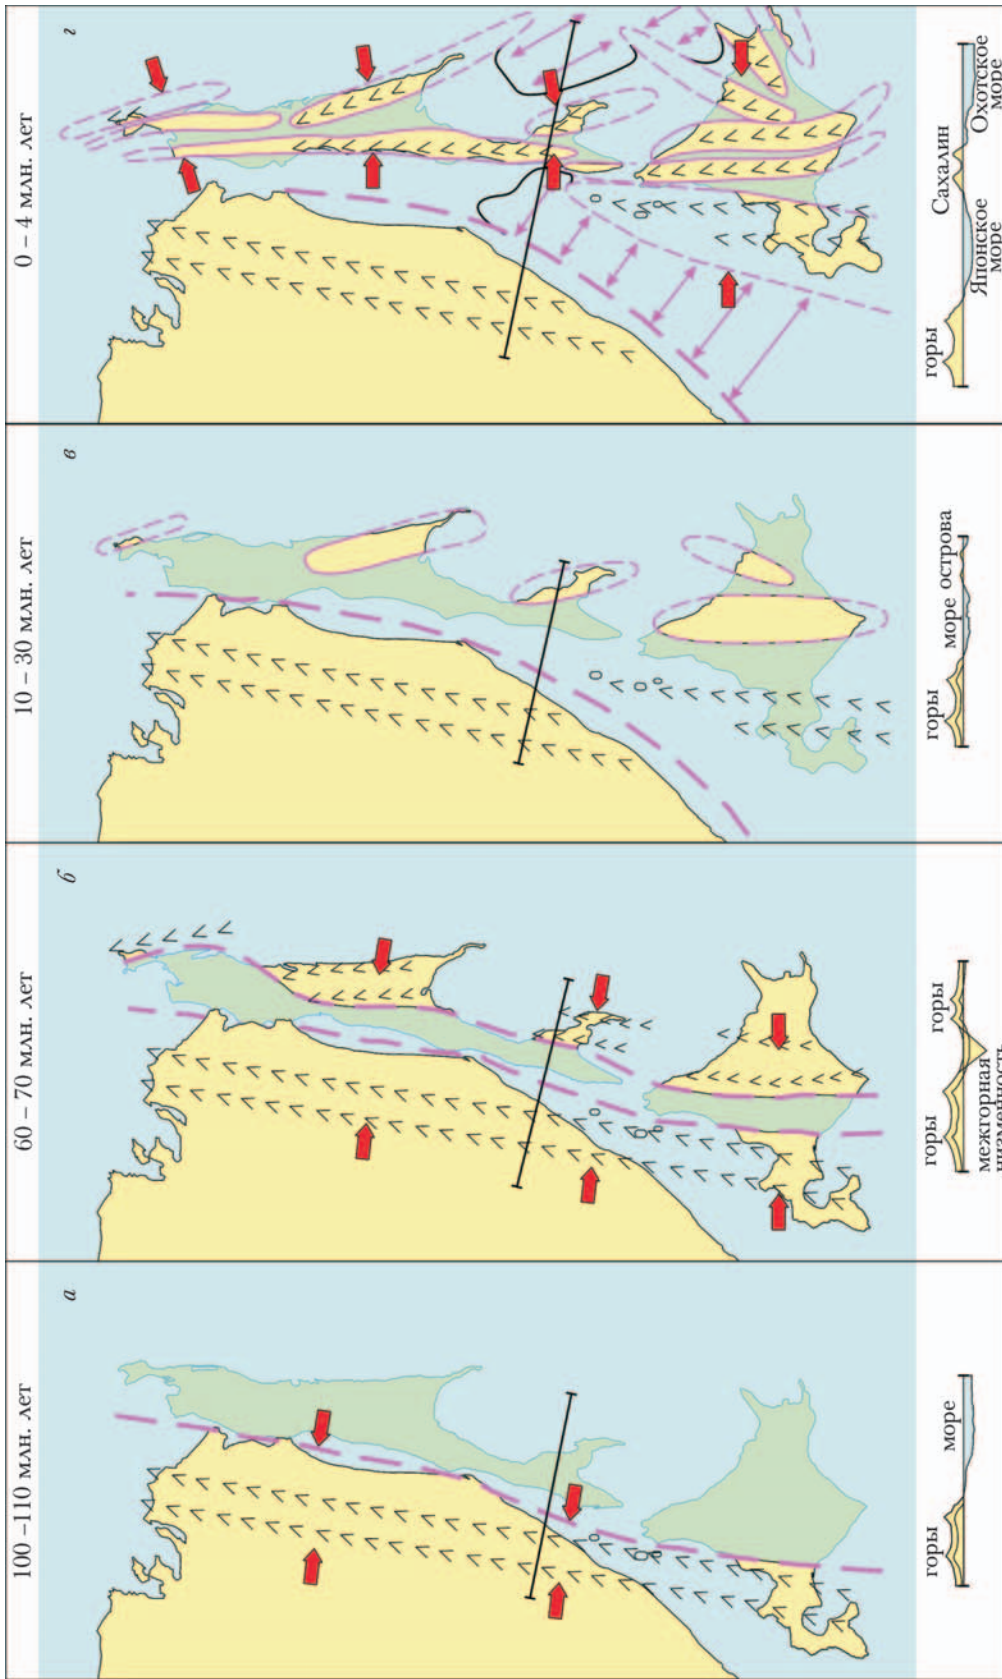 100 – 110 млн. лет
а
горы
море
60 – 70 млн. лет
б
горы
межгорная
низменность
горы
10 – 30 млн. лет
в
горы
море острова
0 – 4 млн. лет
г
горы
Японское
море
Сахалин
Охотское
море